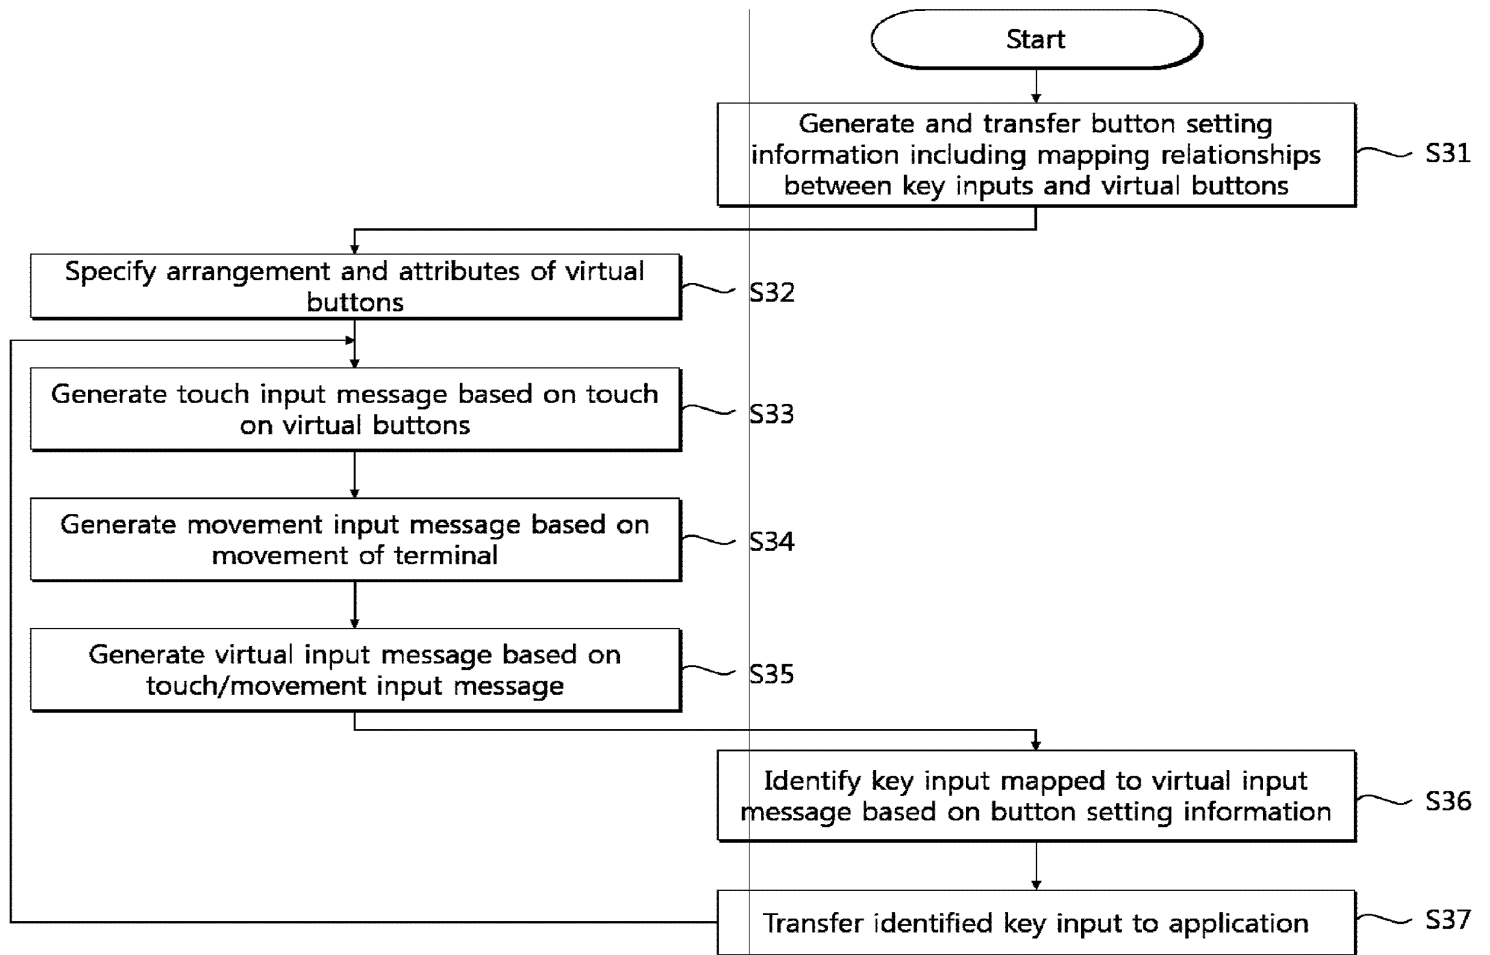 Start
Generate and transfer button setting
information including mapping relationships
between key inputs and virtual buttons
S31
Specify arrangement and attributes of virtual
buttons
S32
Generate touch input message based on touch
on virtual buttons
S33
Generate movement input message based on
movement of terminal
S34
Generate virtual input message based on
touch/movement input message
S35
Identify key input mapped to virtual input
message based on button setting information
S36
Transfer identified key input to application
S37